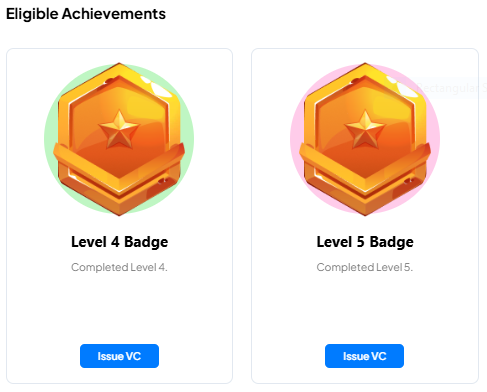 Eligible Achievements
Level 4 Badge
Completed Level 4.
Issue VC
Level 5 Badge
Completed Level 5.
Issue VC